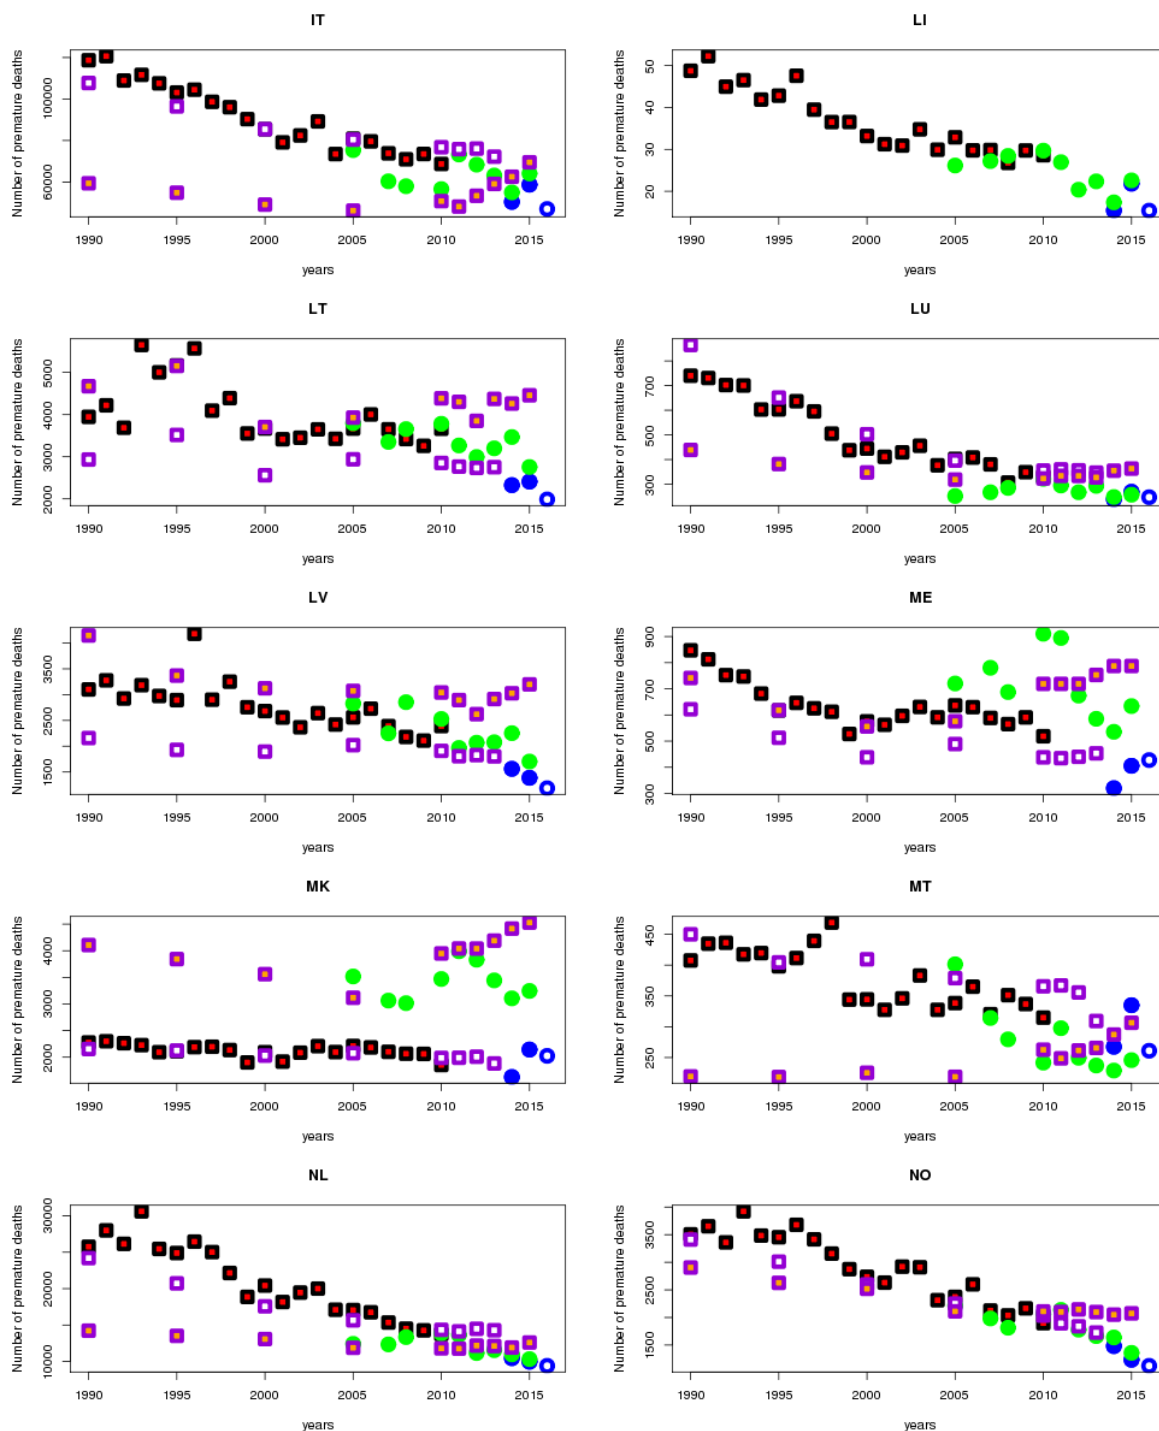 IT
Number of premature deaths
60000
100000
1990 1995 2000 2005 2010 2015
years
LI
Number of premature deaths
20 30 40 50
1990 1995 2000 2005 2010 2015
years
LT
Number of premature deaths
2000 3000 4000 5000
1990 1995 2000 2005 2010 2015
years
LU
Number of premature deaths
300 500 700
1990 1995 2000 2005 2010 2015
years
LV
Number of premature deaths
1500 2500 3500
1990 1995 2000 2005 2010 2015
years
ME
Number of premature deaths
300 500 700 900
1990 1995 2000 2005 2010 2015
years
MK
Number of premature deaths
2000 3000 4000
1990 1995 2000 2005 2010 2015
years
MT
Number of premature deaths
250 350 450
1990 1995 2000 2005 2010 2015
years
NL
Number of premature deaths
10000 20000 30000
1990 1995 2000 2005 2010 2015
years
NO
Number of premature deaths
1500 2500 3500
1990 1995 2000 2005 2010 2015
years